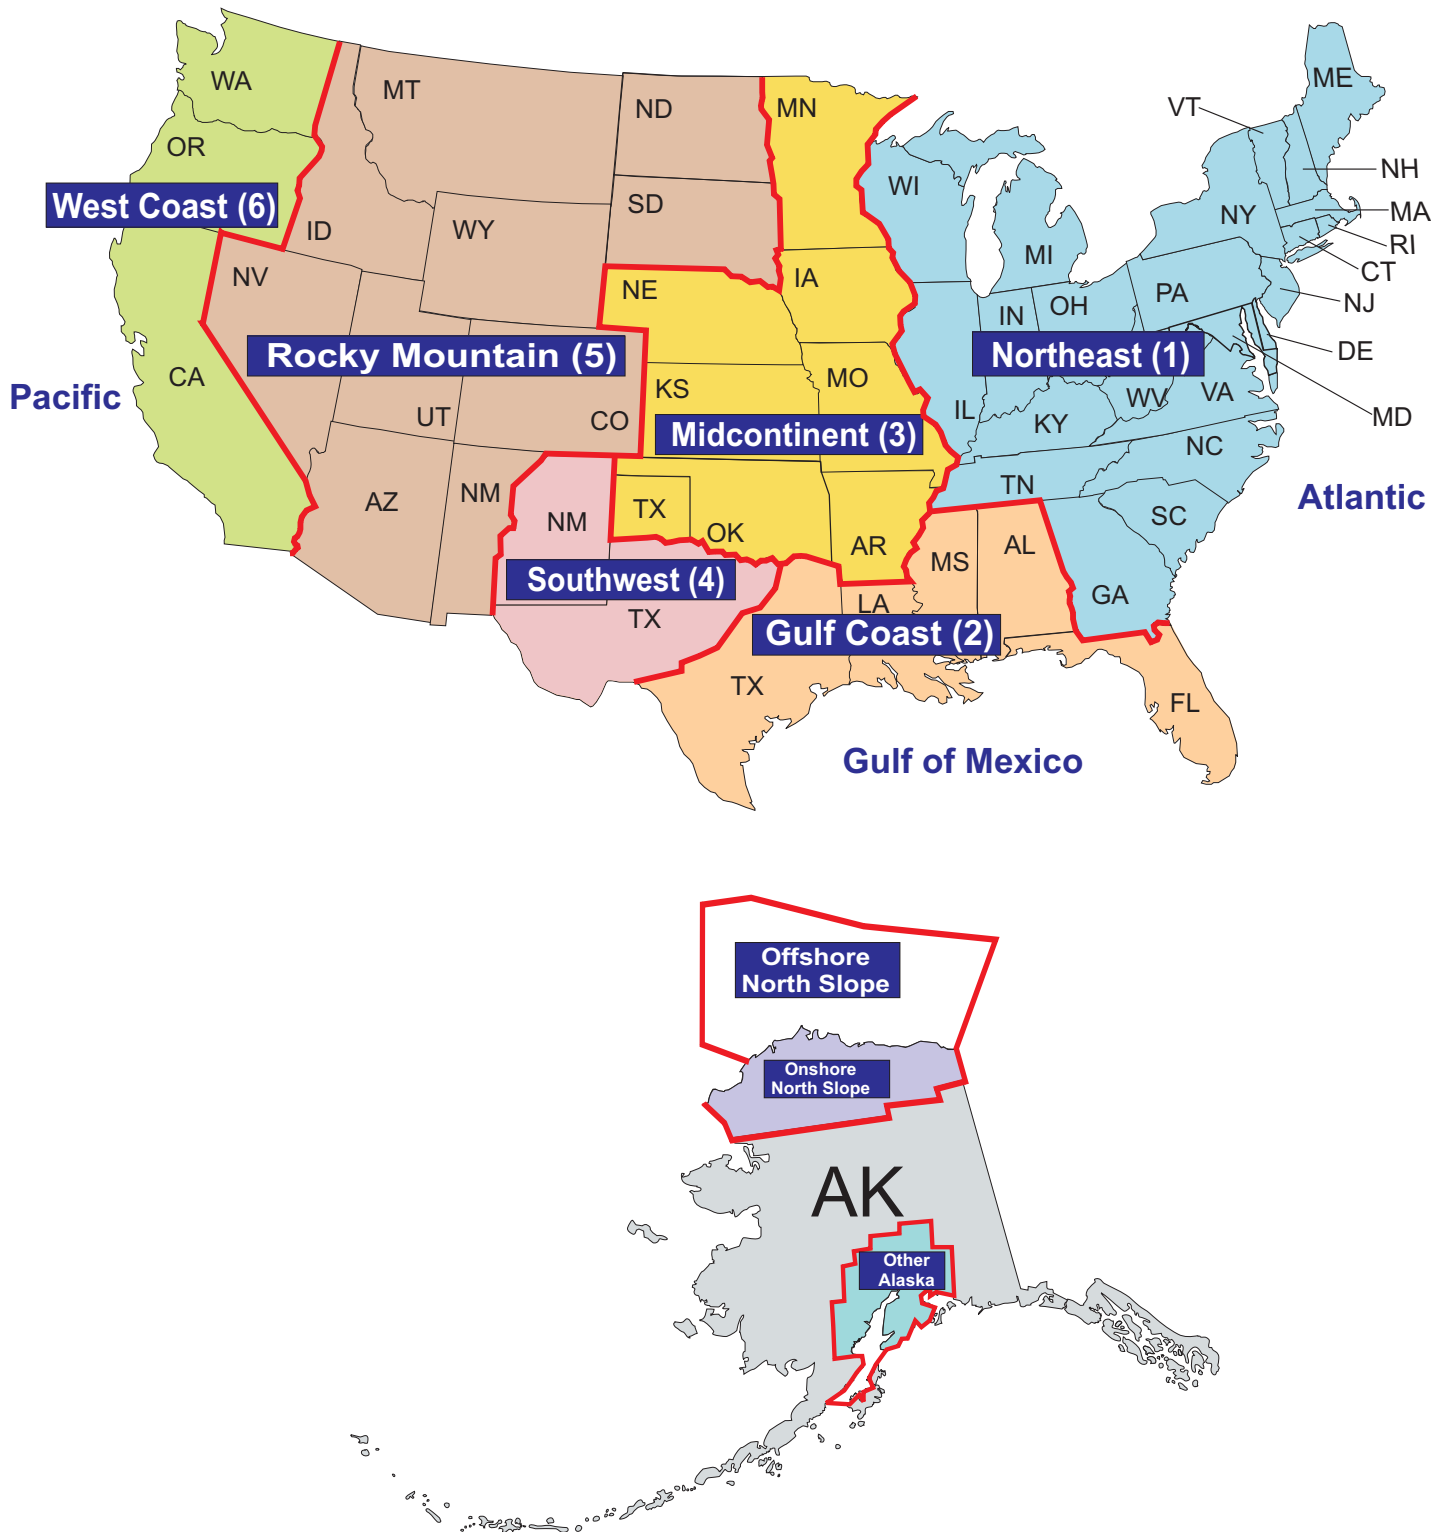 WA
MT
ND
MN
ME
VT
OR
WI
NH
West Coast (6)
ID
WY
SD
NY
MA
RI
MI
CT
NV
NE
IA
PA
NJ
IN
OH
Rocky Mountain (5)
Northeast (1)
DE
Pacific
CA
KS
MO
WV
VA
MD
UT
CO
IL
KY
Midcontinent (3)
NC
AZ
NM
TN
Atlantic
NM
TX
OK
AR
MS
AL
SC
Southwest (4)
GA
LA
TX
Gulf Coast (2)
TX
FL
Gulf of Mexico
Offshore
North Slope
Onshore
North Slope
AK
Other
Alaska